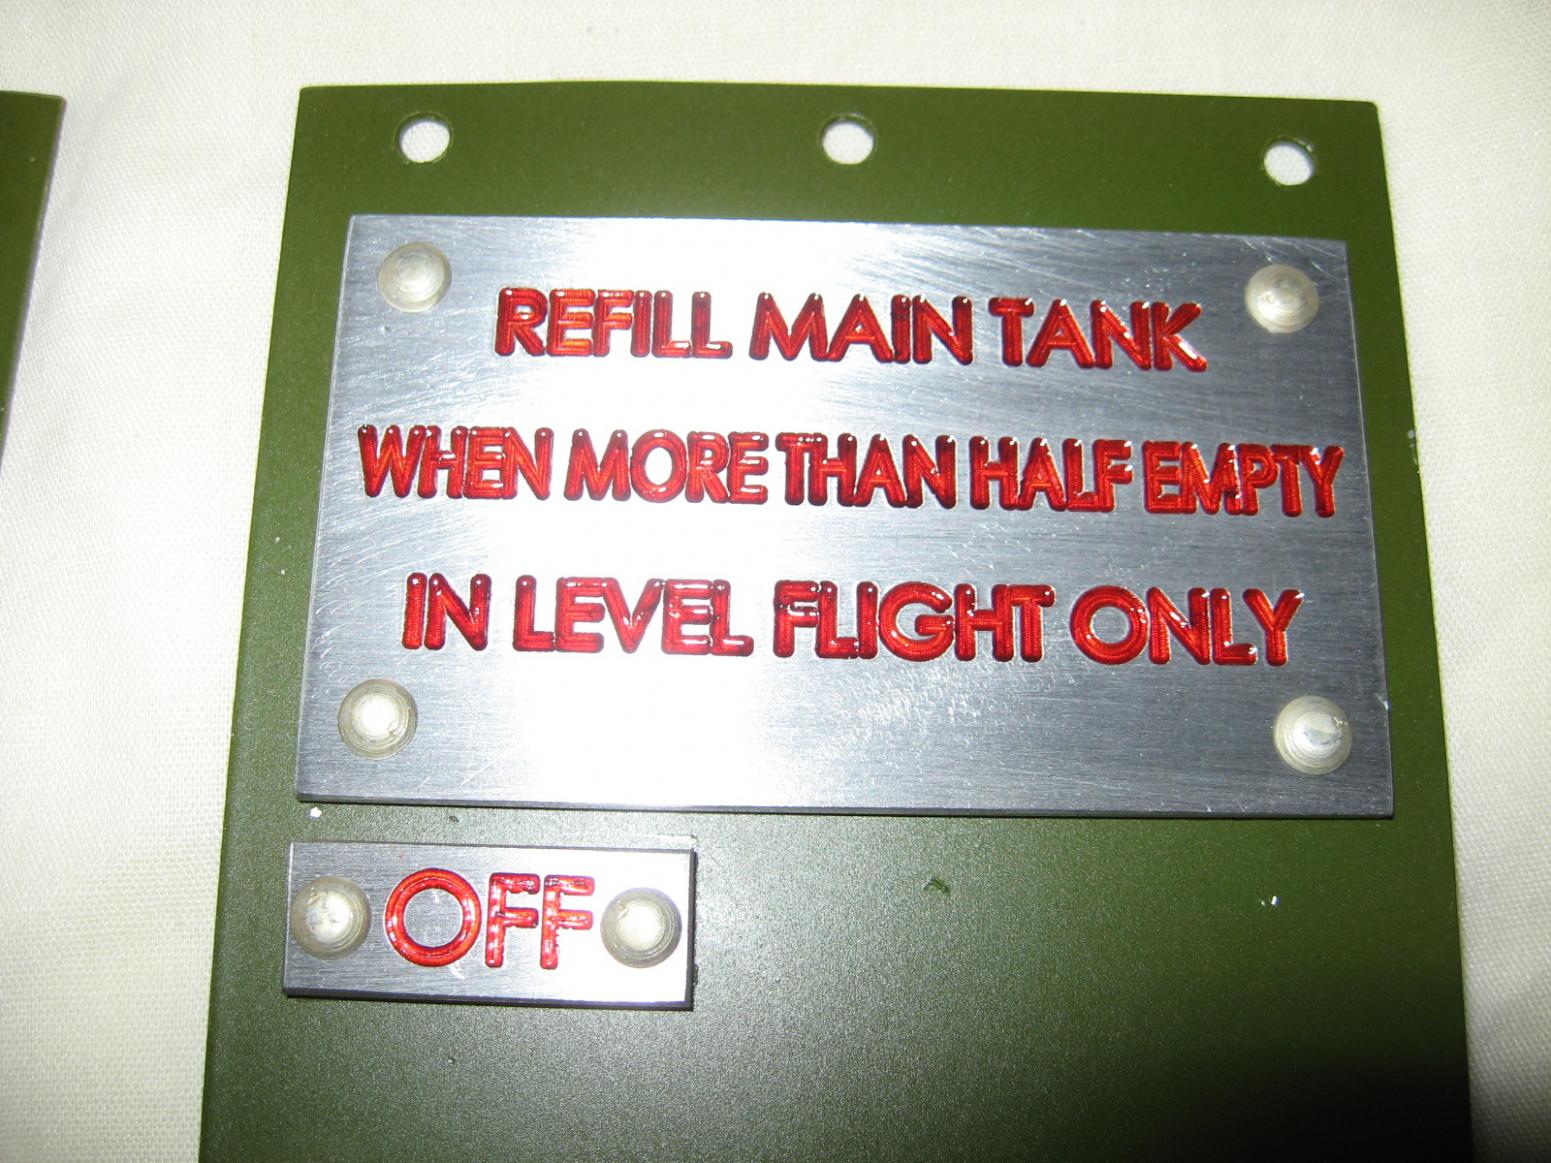 REFILL MAIN TANK
WHEN MORE THAN HALF EMPTY
IN LEVEL FLIGHT ONLY
OFF